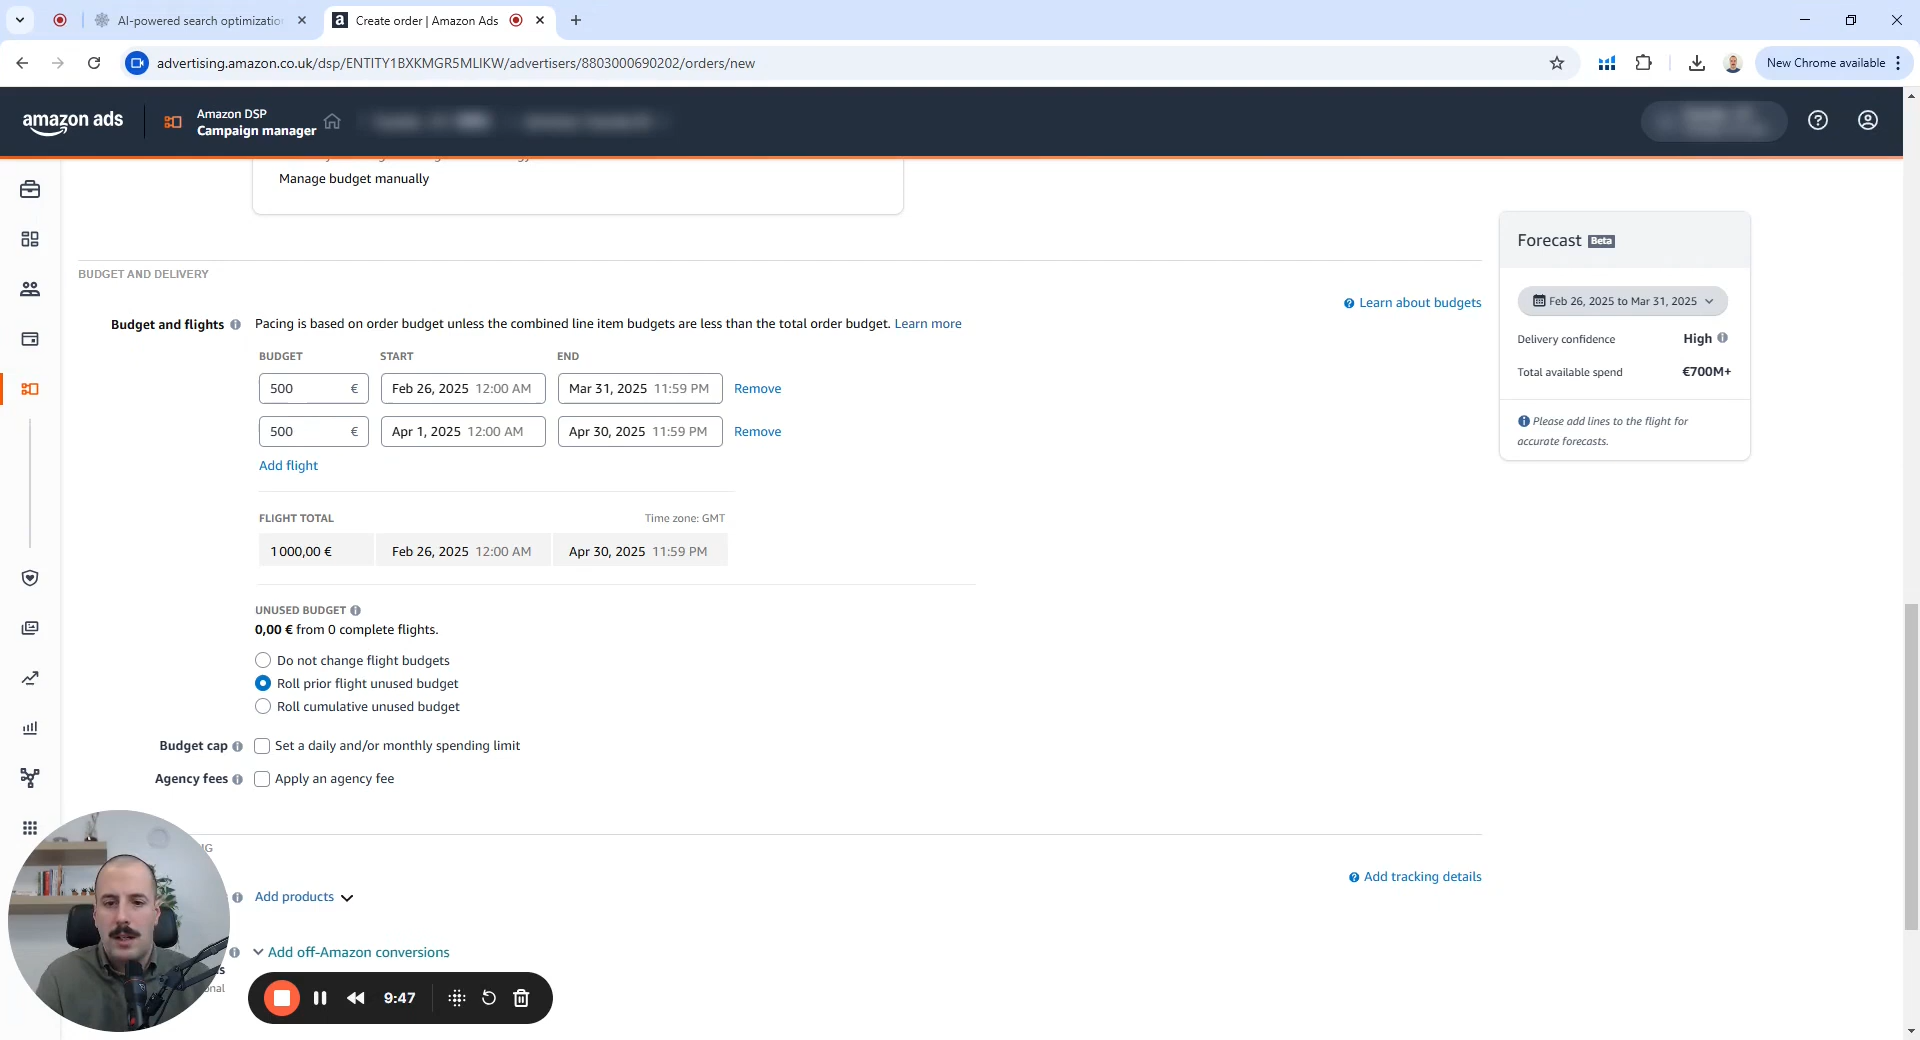 AI-powered search optimizatio
Create order | Amazon Ads
advertising.amazon.co.uk/dsp/ENTITY1BXKMGR5MLIKW/advertisers/8803000690202/orders/new
New Chrome available
amazon ads
Amazon DSP
Campaign manager
Manage budget manually
BUDGET AND DELIVERY
Learn about budgets
Budget and flights
Pacing is based on order budget unless the combined line item budgets are less than the total order budget. Learn more
BUDGET START END
500 € Feb 26, 2025 12:00 AM Mar 31, 2025 11:59 PM Remove
500 € Apr 1, 2025 12:00 AM Apr 30, 2025 11:59 PM Remove
Add flight
FLIGHT TOTAL Time zone: GMT
1 000,00 € Feb 26, 2025 12:00 AM Apr 30, 2025 11:59 PM
UNUSED BUDGET
0,00 € from 0 complete flights.
Do not change flight budgets
Roll prior flight unused budget
Roll cumulative unused budget
Budget cap Set a daily and/or monthly spending limit
Agency fees Apply an agency fee
Forecast Beta
Feb 26, 2025 to Mar 31, 2025
Delivery confidence High
Total available spend €700M+
Please add lines to the flight for
accurate forecasts.
Add tracking details
Add products
Add off-Amazon conversions
9:47